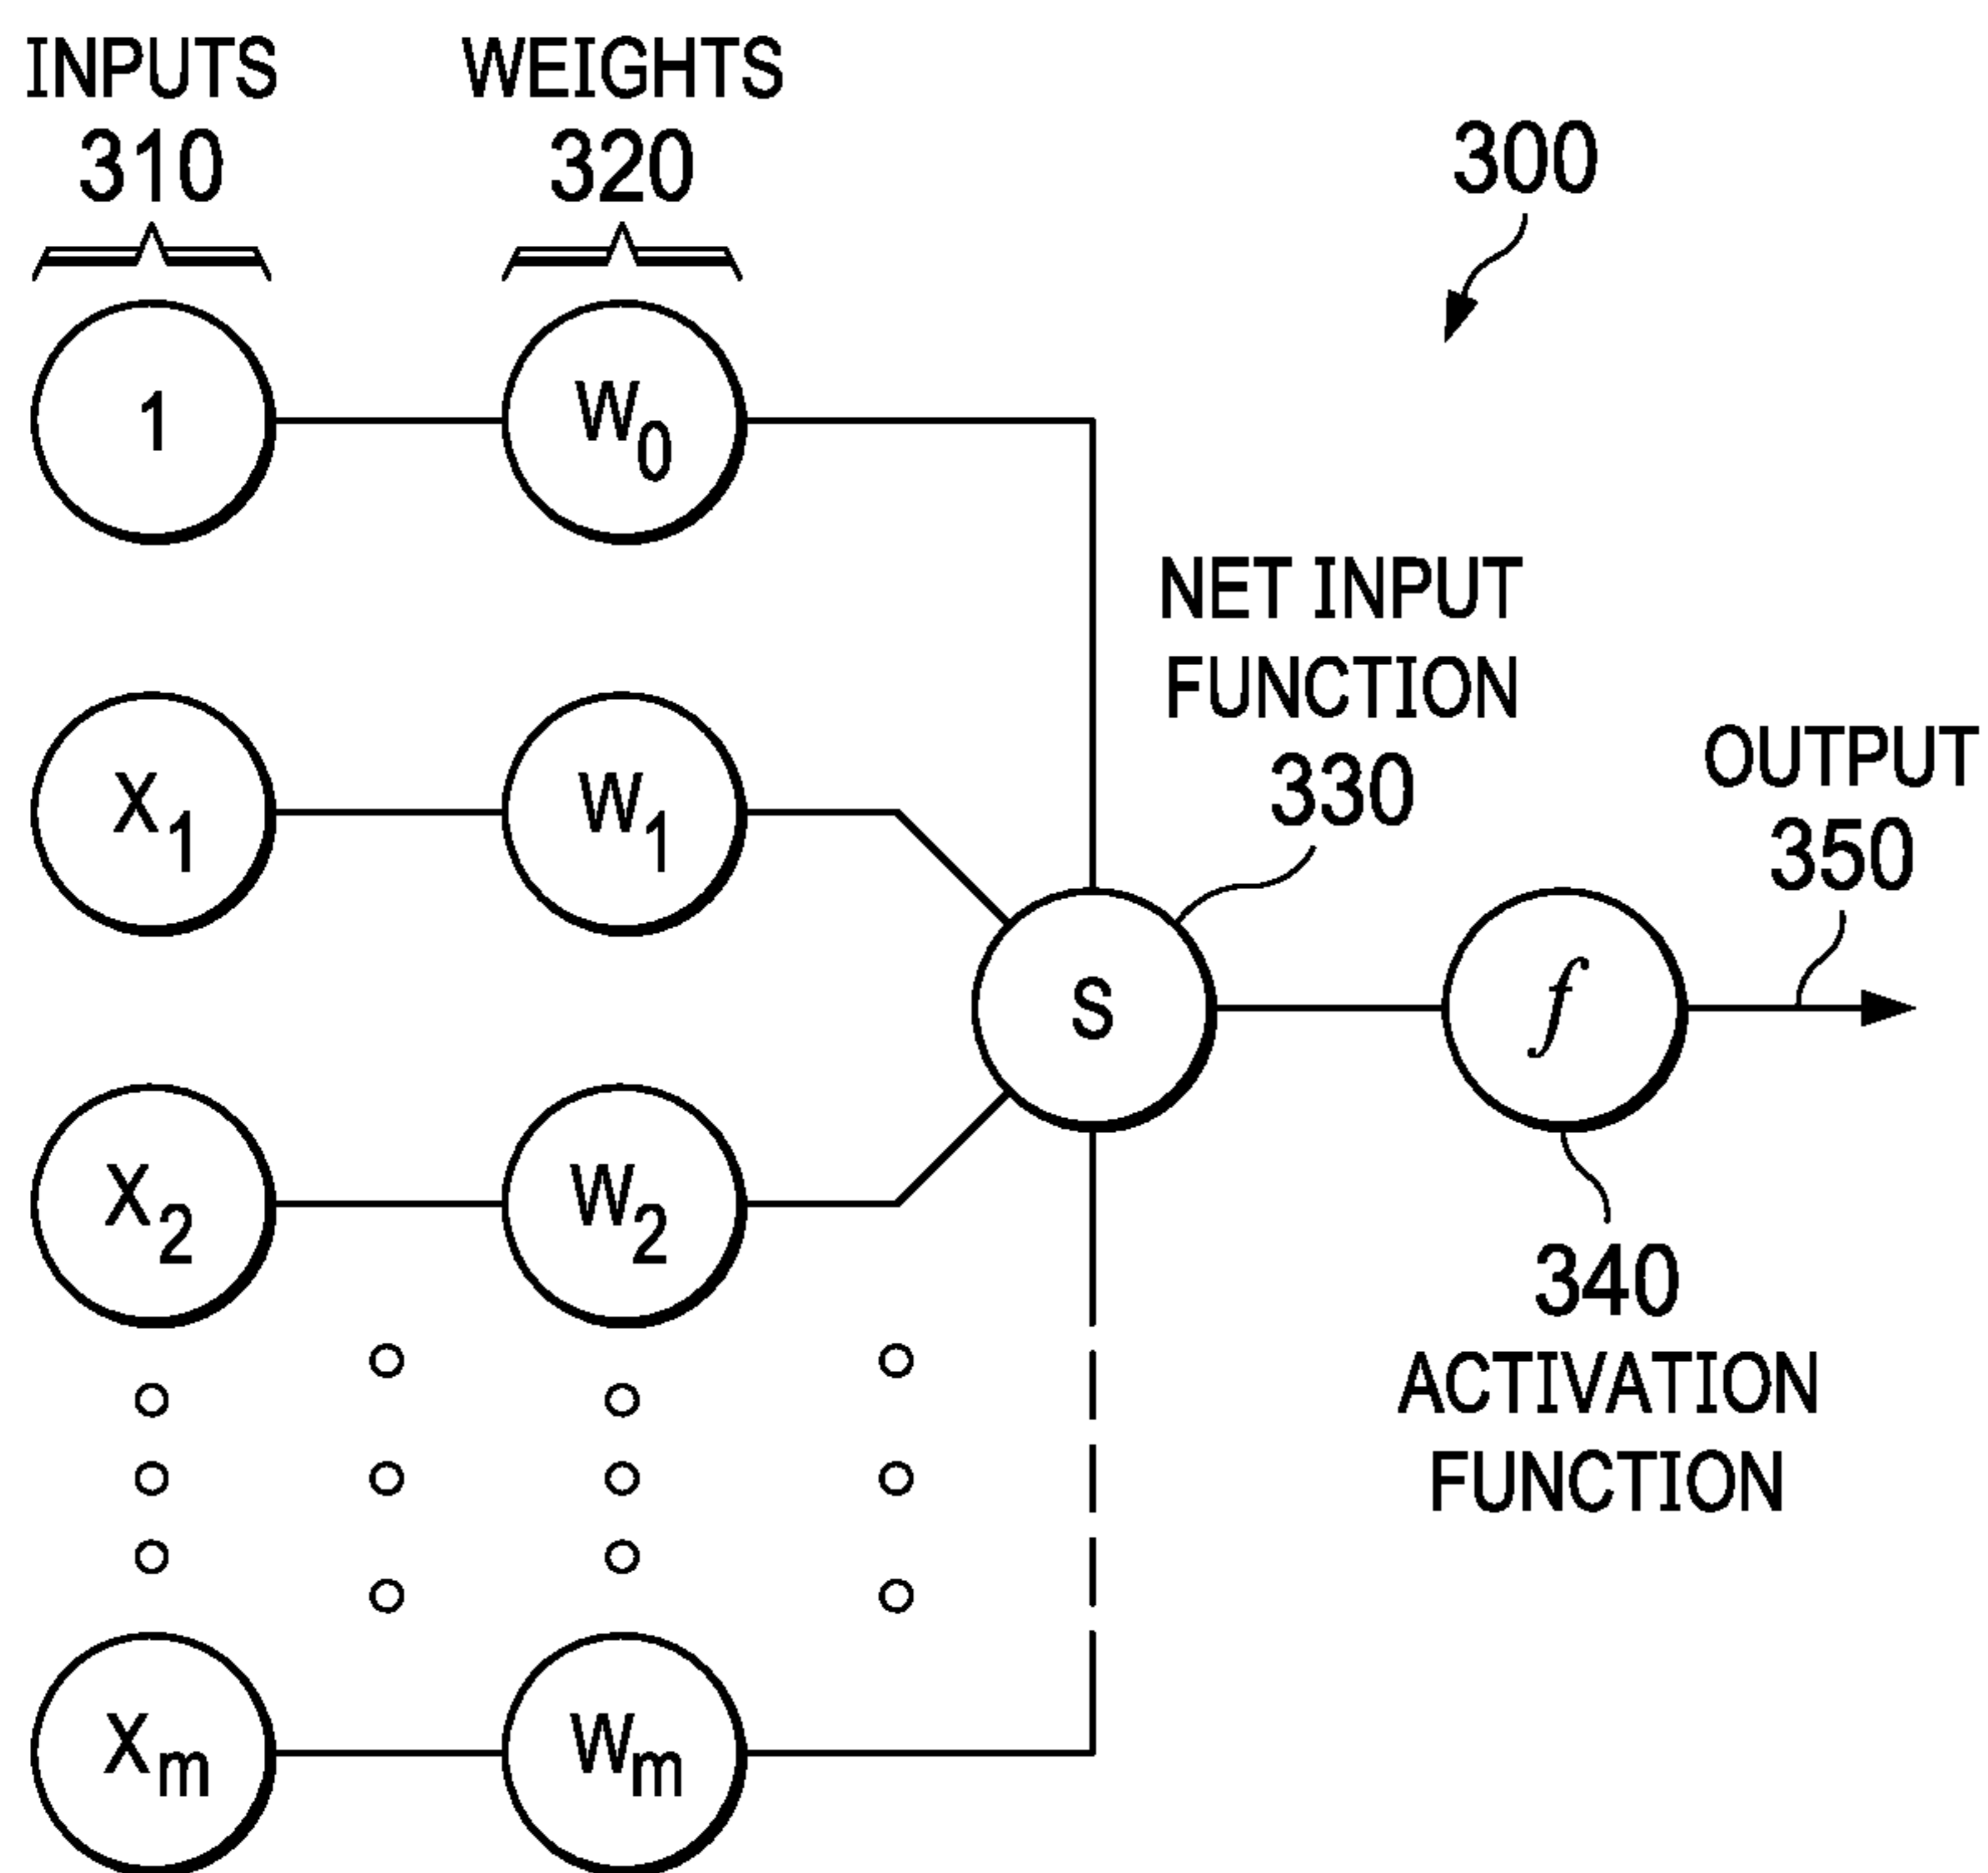 INPUTS
310
WEIGHTS
320
300
1
W0
NET INPUT
FUNCTION
330
OUTPUT
350
X1
W1
S
f
X2
W2
340
ACTIVATION
FUNCTION
Xm
Wm